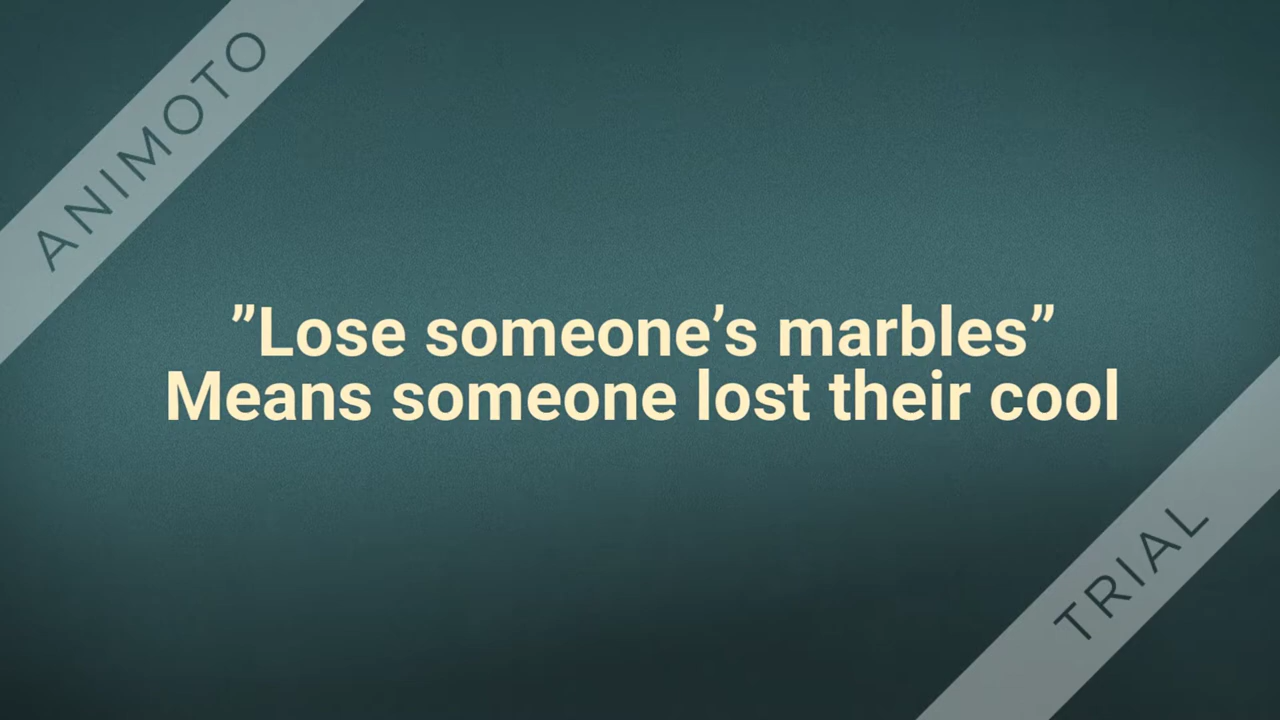 ANIMOTO
”Lose someone’s marbles”
Means someone lost their cool
TRIAL